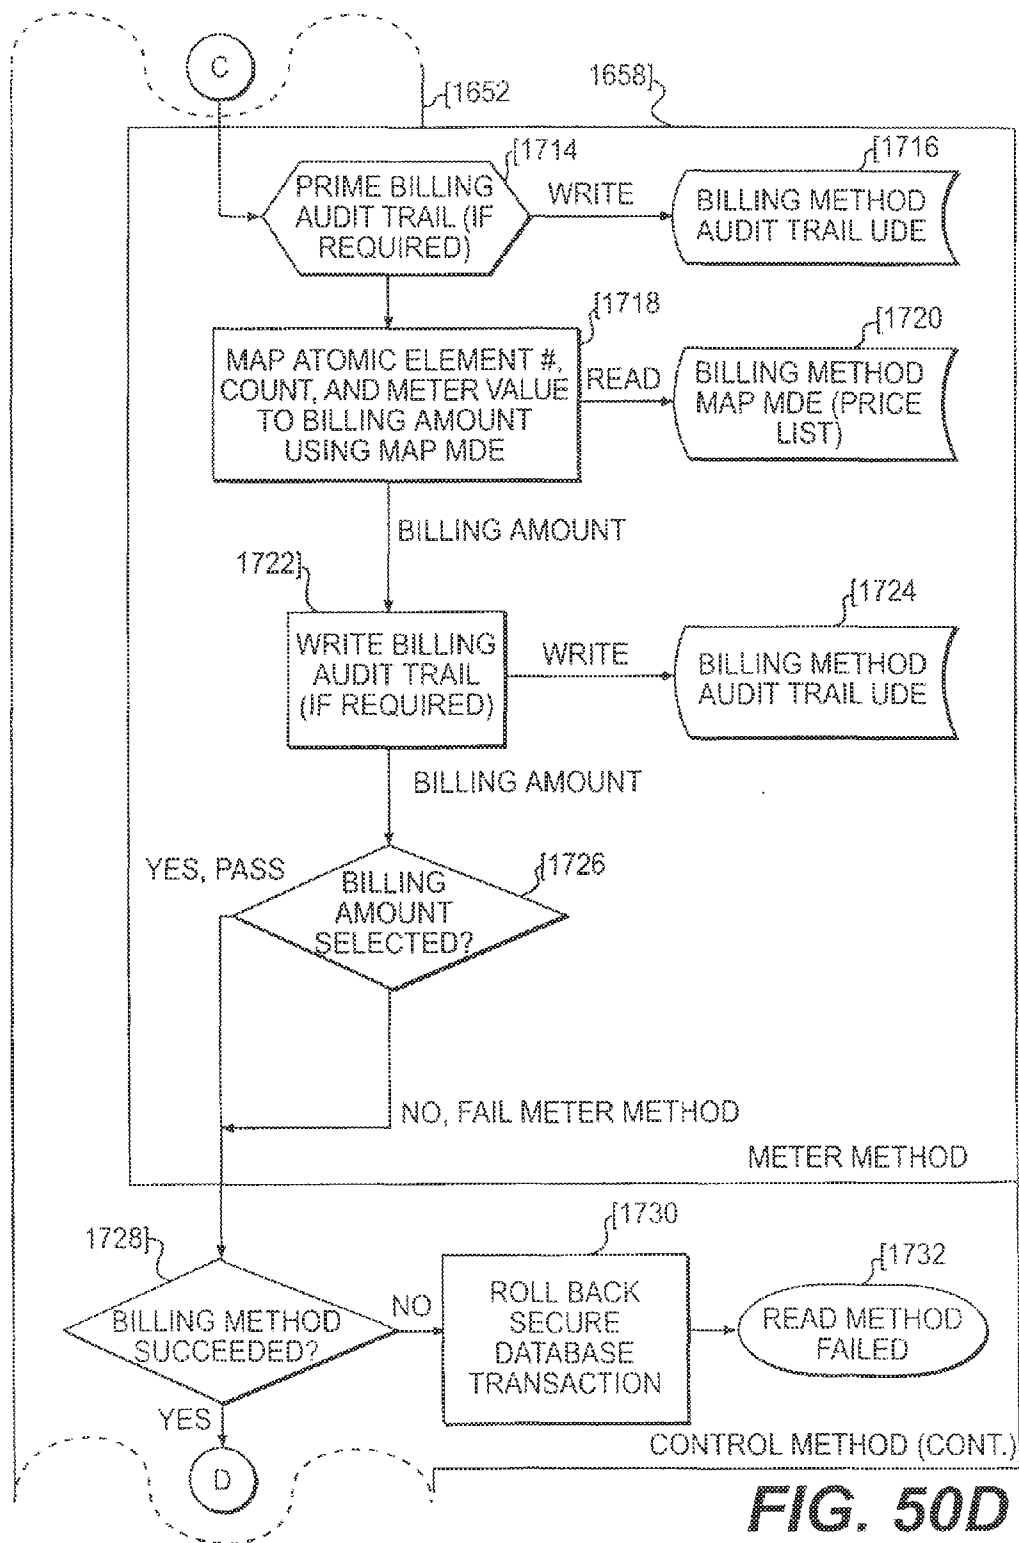 C
[1652
1658]
[1714
PRIME BILLING
AUDIT TRAIL (IF
REQUIRED)
WRITE
[1716
BILLING METHOD
AUDIT TRAIL UDE
[1718
MAP ATOMIC ELEMENT #,
COUNT, AND METER VALUE
TO BILLING AMOUNT
USING MAP MDE
READ
[1720
BILLING METHOD
MAP MDE (PRICE
LIST)
BILLING AMOUNT
1722]
WRITE BILLING
AUDIT TRAIL
(IF REQUIRED)
WRITE
[1724
BILLING METHOD
AUDIT TRAIL UDE
BILLING AMOUNT
YES, PASS
[1726
BILLING
AMOUNT
SELECTED?
NO, FAIL METER METHOD
METER METHOD
1728]
BILLING METHOD
SUCCEEDED?
NO
[1730
ROLL BACK
SECURE
DATABASE
TRANSACTION
[1732
READ METHOD
FAILED
YES
D
CONTROL METHOD (CONT.)
FIG. 50D